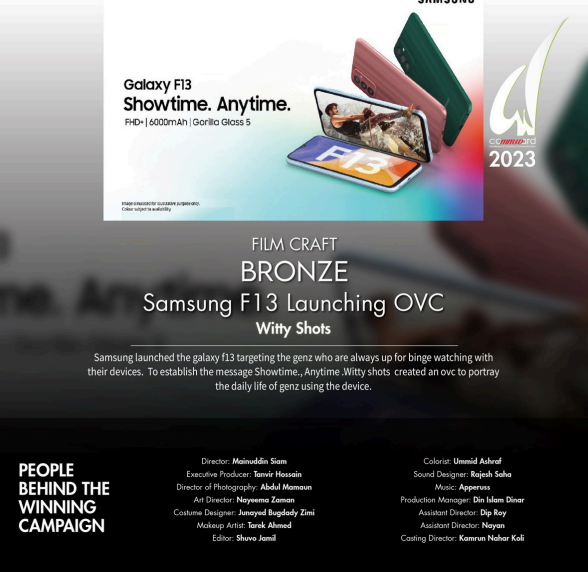 SAMSUNG
Galaxy F13
Showtime. Anytime.
FHD+ | 6000mAh | Gorilla Glass 5
F13
Image simulated for illustrative purpose only.
Colour subject to availability.
commward
2023
FILM CRAFT
BRONZE
Samsung F13 Launching OVC
Witty Shots
Samsung launched the galaxy f13 targeting the genz who are always up for binge watching with
their devices. To establish the message Showtime., Anytime .Witty shots created an ovc to portray
the daily life of genz using the device.
PEOPLE
BEHIND THE
WINNING
CAMPAIGN
Director: Mainuddin Siam
Executive Producer: Tanvir Hossain
Director of Photography: Abdul Mamaun
Art Director: Nayeema Zaman
Costume Designer: Junayed Bugdady Zimi
Makeup Artist: Tarek Ahmed
Editor: Shuvo Jamil
Colorist: Ummid Ashraf
Sound Designer: Rajesh Saha
Music: Apperuss
Production Manager: Din Islam Dinar
Assistant Director: Dip Roy
Assistant Director: Nayan
Casting Director: Kamrun Nahar Koli